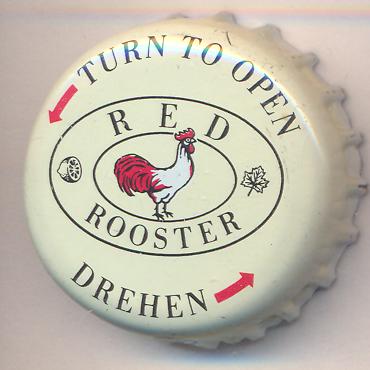 TURN TO OPEN
RED
ROOSTER
DREHEN